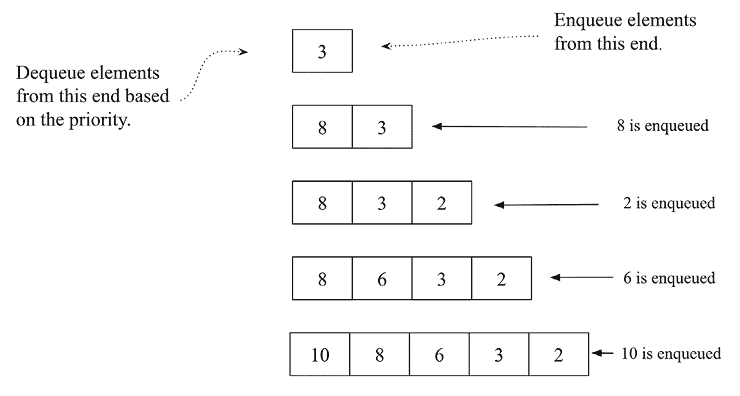 Enqueue elements
from this end.
3
Dequeue elements
from this end based
on the priority.
8 3
8 is enqueued
8 3 2
2 is enqueued
8 6 3 2
6 is enqueued
10 8 6 3 2
10 is enqueued